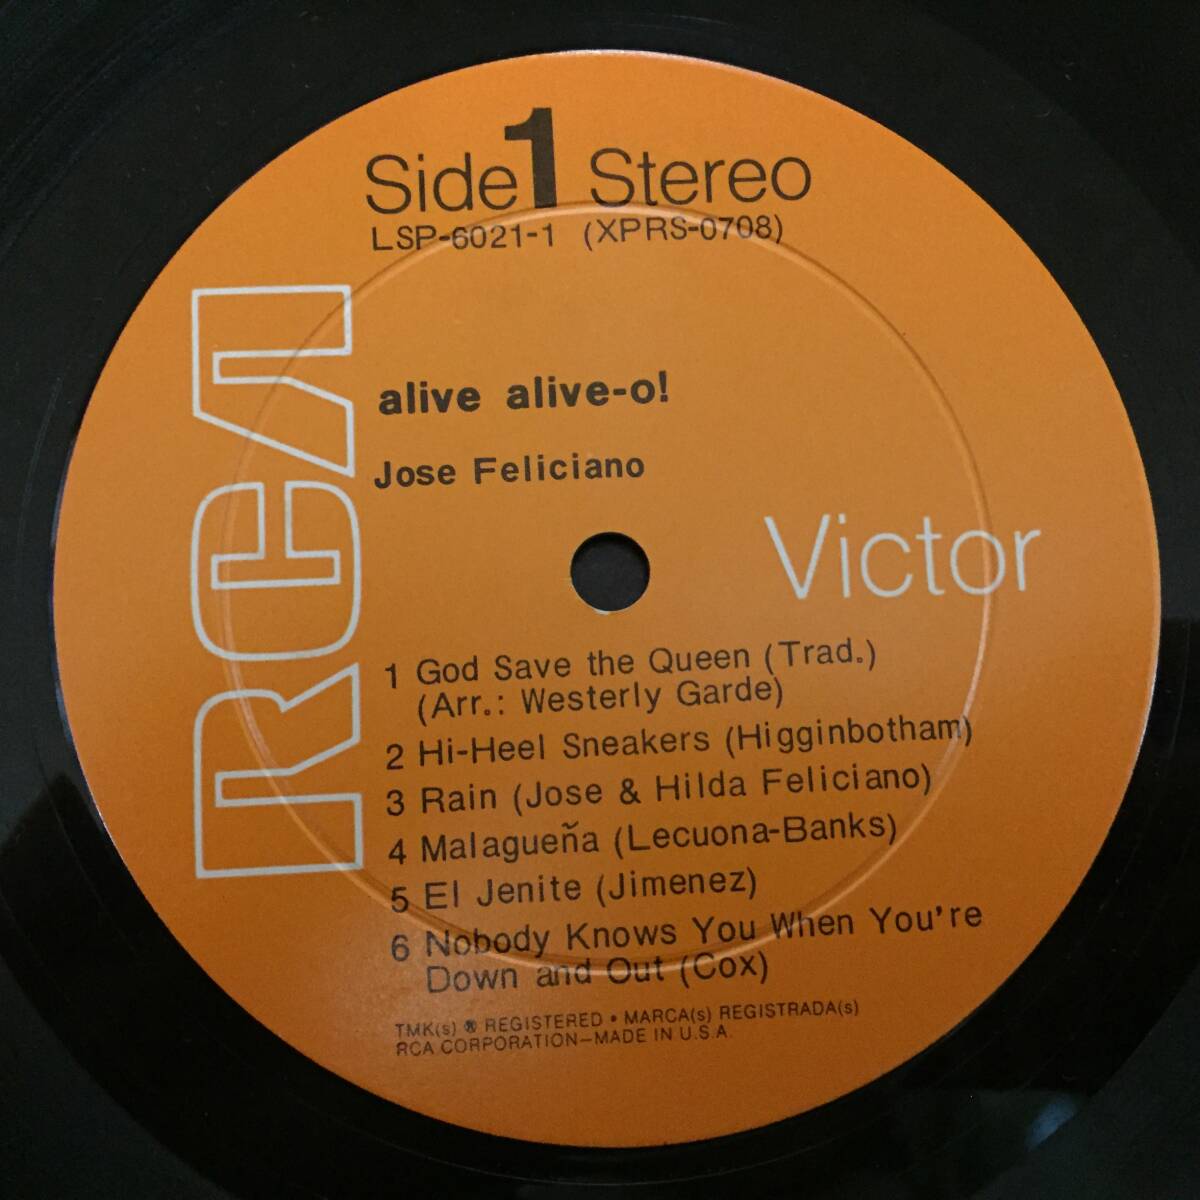 Side 1 Stereo
LSP-6021-1 (XPRS-0708)
RCA
alive alive-o!
Jose Feliciano
Victor
1 God Save the Queen (Trad.)
(Arr.: Westerly Garde)
2 Hi-Heel Sneakers (Higginbotham)
3 Rain (Jose & Hilda Feliciano)
4 Malagueña (Lecuona-Banks)
5 El Jenite (Jimenez)
6 Nobody Knows You When You're
Down and Out (Cox)
TMK(s) ® REGISTERED • MARCA(s) REGISTRADA(s)
RCA CORPORATION—MADE IN U.S.A.